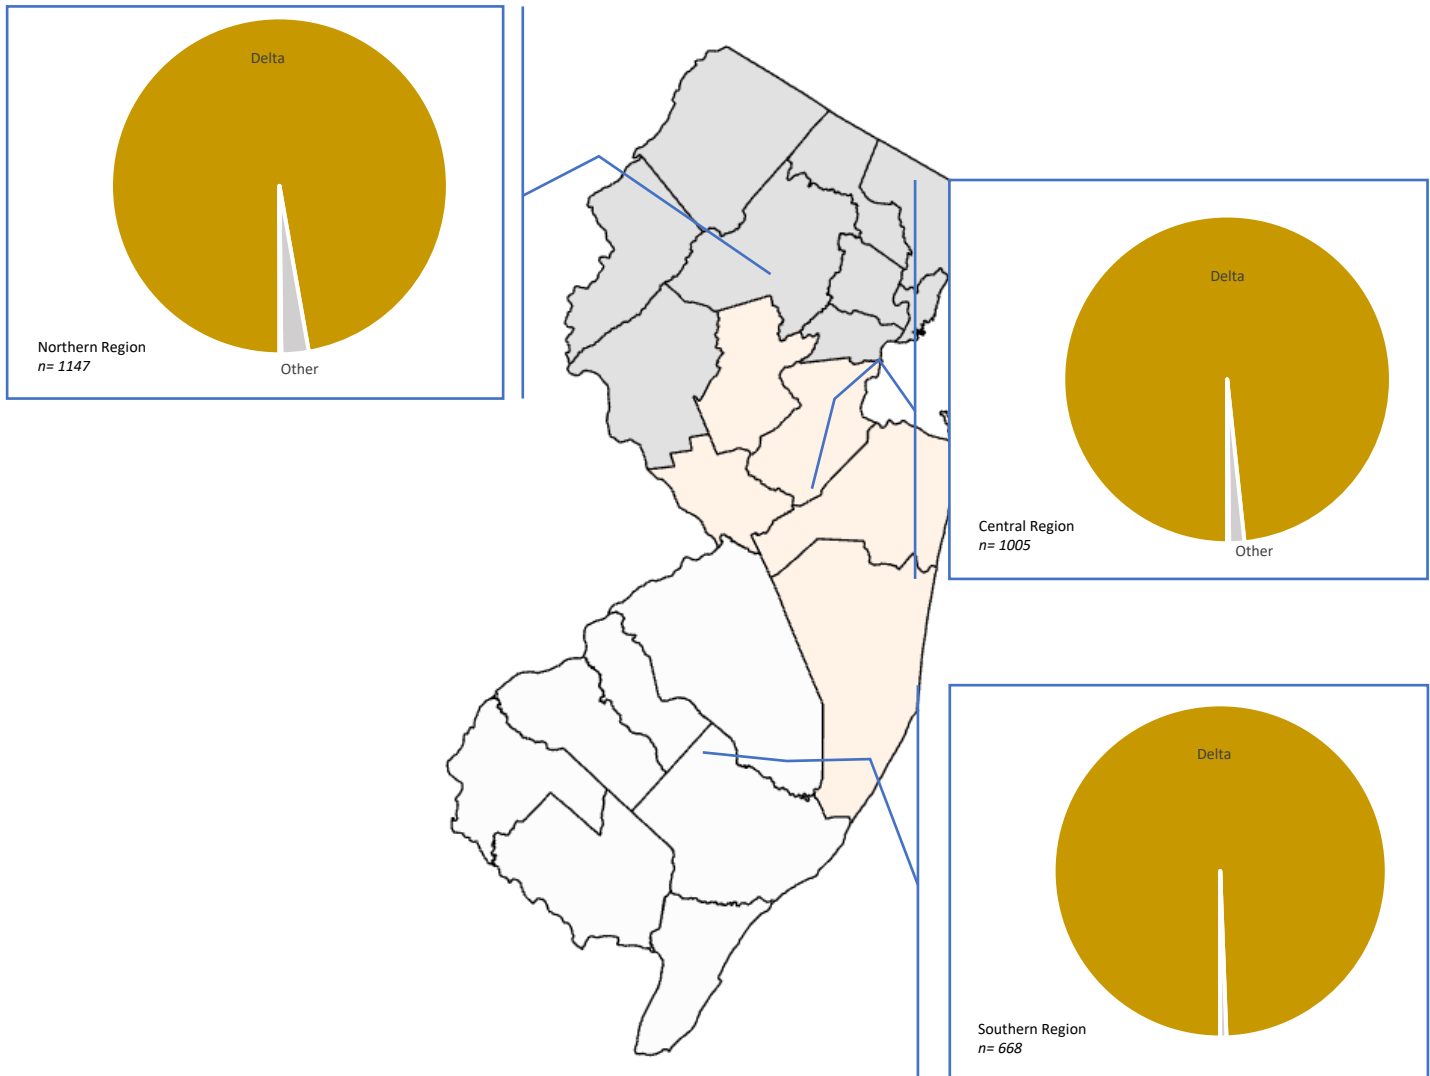 Delta
Northern Region
n= 1147
Other
Delta
Central Region
n= 1005
Other
Delta
Southern Region
n= 668